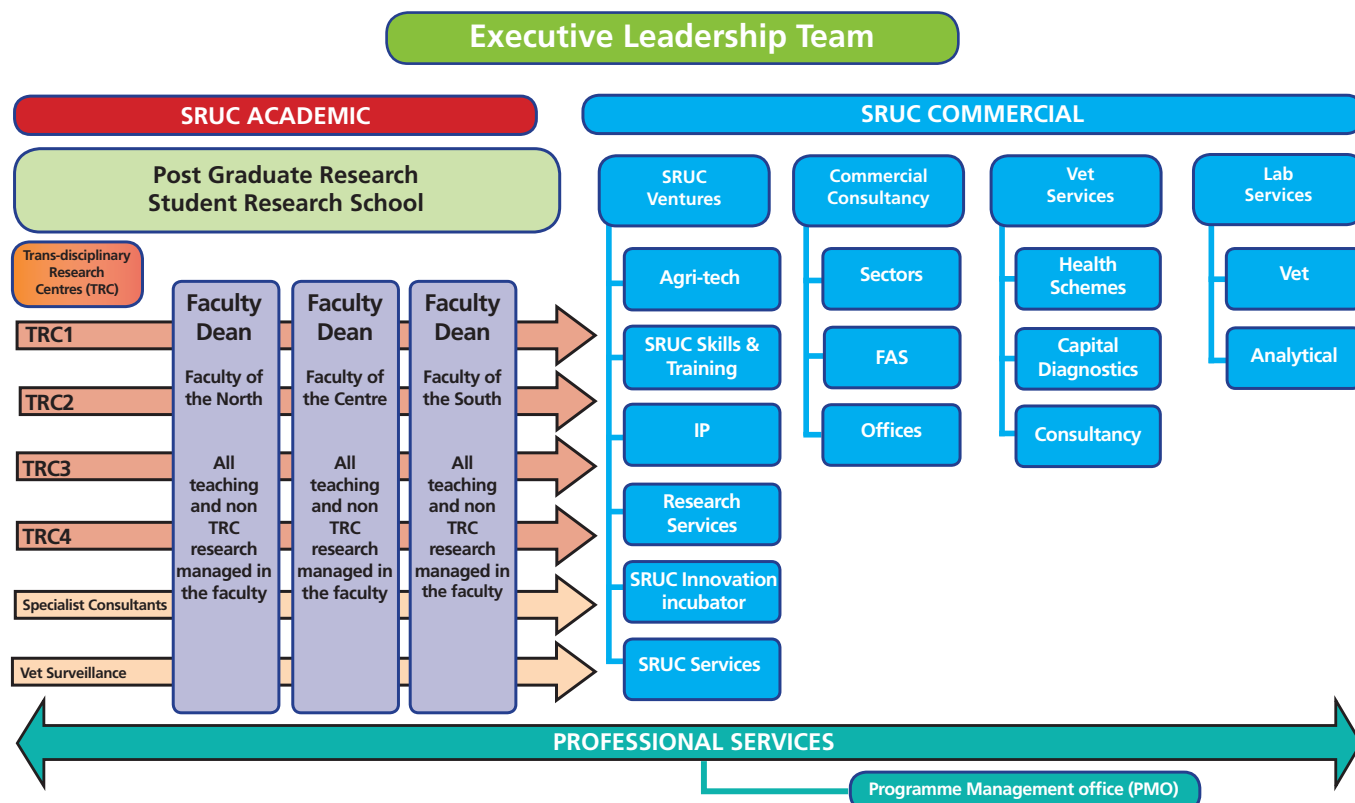 Executive Leadership Team
SRUC ACADEMIC
SRUC COMMERCIAL
Post Graduate Research
Student Research School
Trans-disciplinary
Research
Centres (TRC)
TRC1
TRC2
TRC3
TRC4
Specialist Consultants
Vet Surveillance
Faculty
Dean
Faculty of
the North
All
teaching
and non
TRC
research
managed in
the faculty
Faculty
Dean
Faculty of
the Centre
All
teaching
and non
TRC
research
managed in
the faculty
Faculty
Dean
Faculty of
the South
All
teaching
and non
TRC
research
managed in
the faculty
SRUC
Ventures
Agri-tech
SRUC Skills &
Training
IP
Research
Services
SRUC Innovation
incubator
SRUC Services
Commercial
Consultancy
Sectors
FAS
Offices
Vet
Services
Health
Schemes
Capital
Diagnostics
Consultancy
Lab
Services
Vet
Analytical
PROFESSIONAL SERVICES
Programme Management office (PMO)